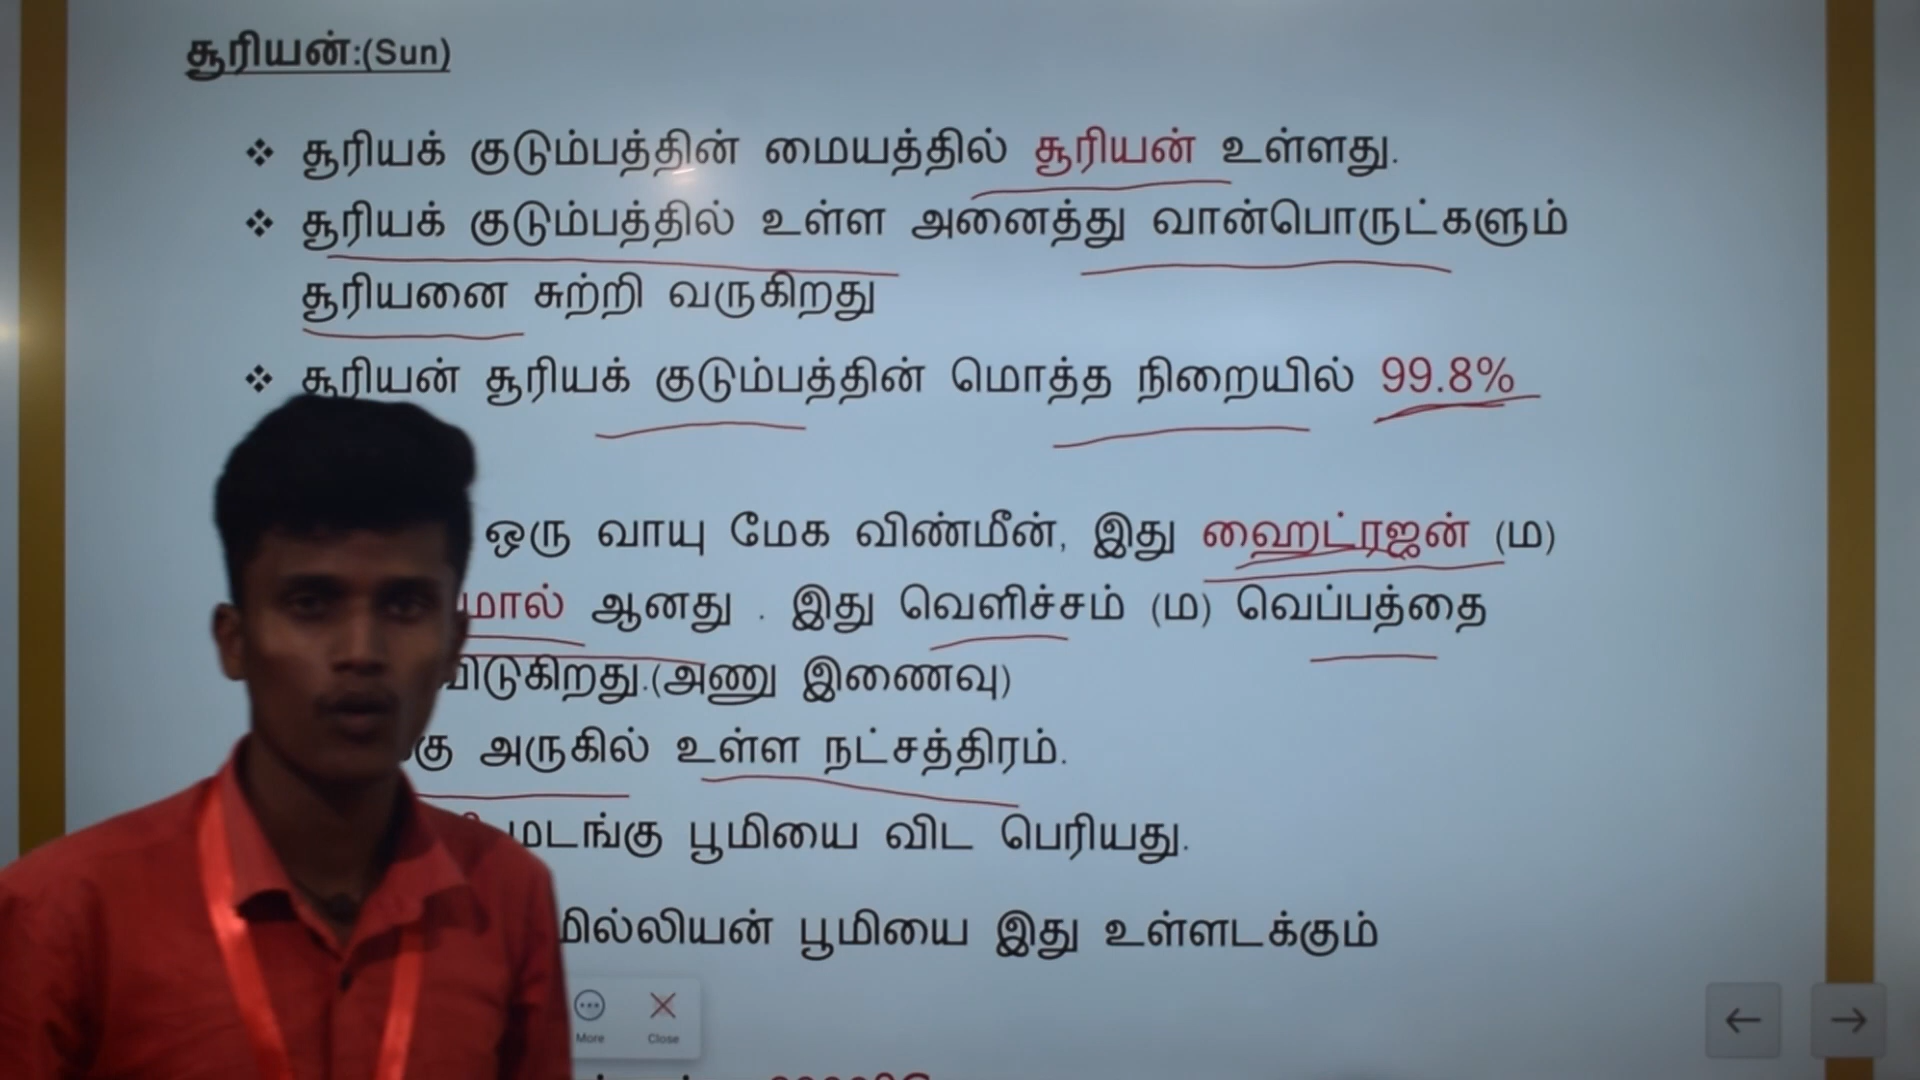 சூரியன்:(Sun)
❖ சூரியக் குடும்பத்தின் மையத்தில் சூரியன் உள்ளது.
❖ சூரியக் குடும்பத்தில் உள்ள அனைத்து வான்பொருட்களும்
சூரியனை சுற்றி வருகிறது
❖ சூரியன் சூரியக் குடும்பத்தின் மொத்த நிறையில் 99.8%
ஒரு வாயு மேக விண்மீன், இது ஹைட்ரஜன் (ம)
ஆனது . இது வெளிச்சம் (ம) வெப்பத்தை
(அணு இணைவு)
அருகில் உள்ள நட்சத்திரம்.
மடங்கு பூமியை விட பெரியது.
மில்லியன் பூமியை இது உள்ளடக்கும்
More Close